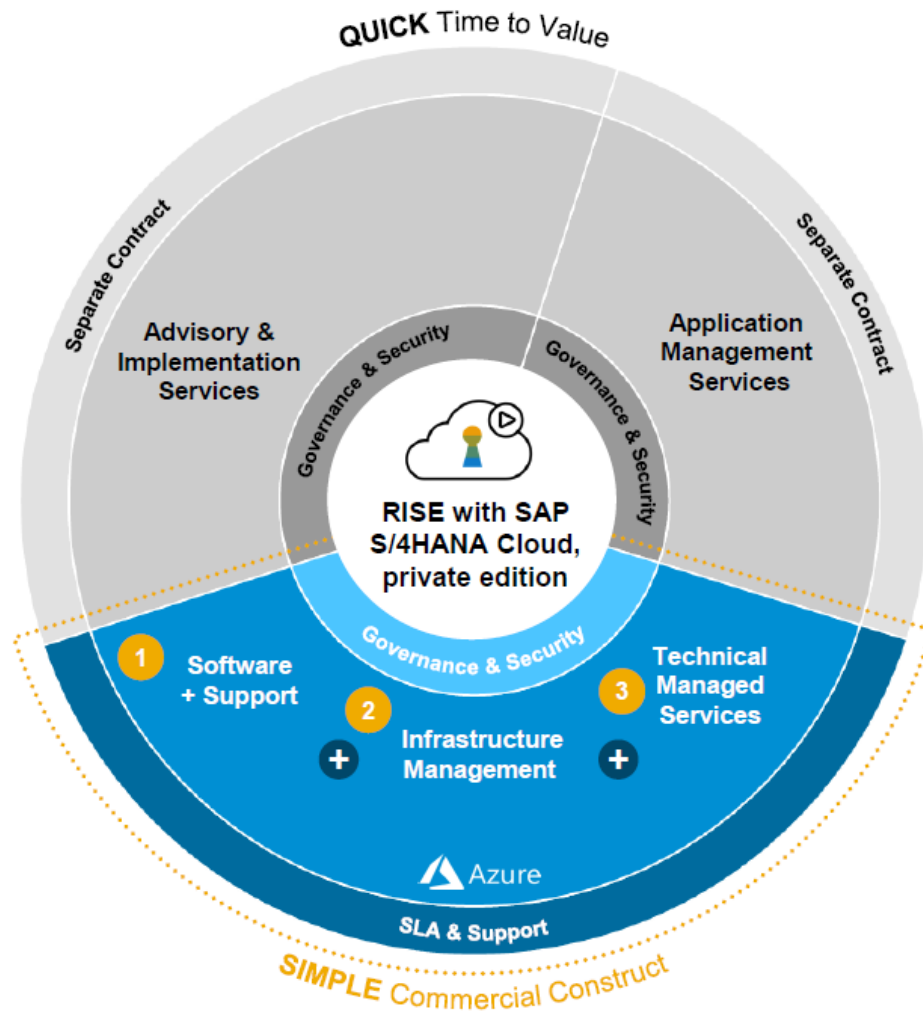 QUICK Time to Value
Separate Contract
Separate Contract
Advisory &
Implementation
Services
Application
Management
Services
Governance & Security
Governance & Security
RISE with SAP
S/4HANA Cloud,
private edition
Governance & Security
1
Software
+ Support
2
+
Infrastructure
Management
3
+
Technical
Managed
Services
Azure
SLA & Support
SIMPLE Commercial Construct